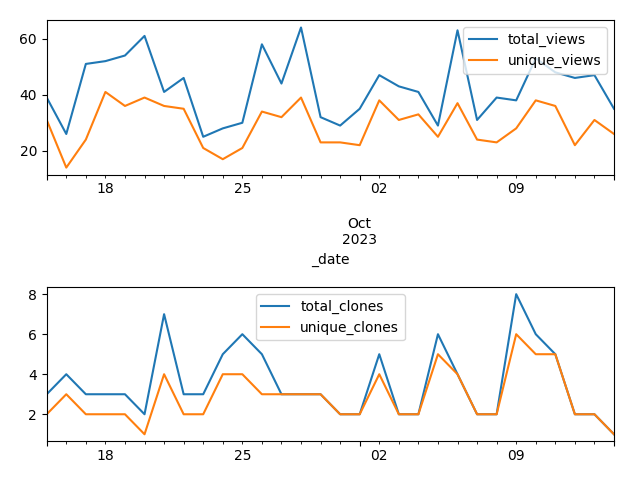 60
40
20
total_views
unique_views
18
25
02
09
Oct
2023
_date
8
6
4
2
total_clones
unique_clones
18
25
02
09